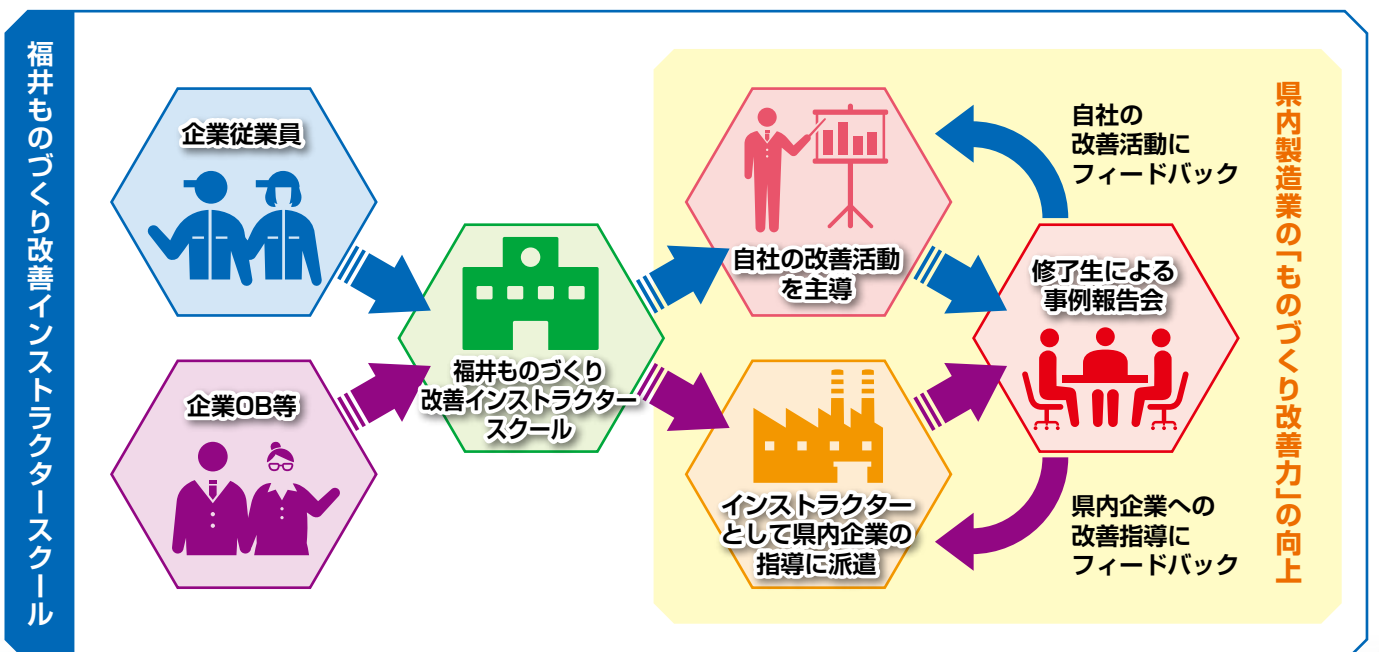 福井ものづくり改善インストラクタースクール
企業従業員
企業OB等
福井ものづくり
改善インストラクター
スクール
自社の改善活動
を主導
インストラクター
として県内企業の
指導に派遣
自社の
改善活動に
フィードバック
修了生による
事例報告会
県内企業への
改善指導に
フィードバック
県内製造業の「ものづくり改善力」の向上